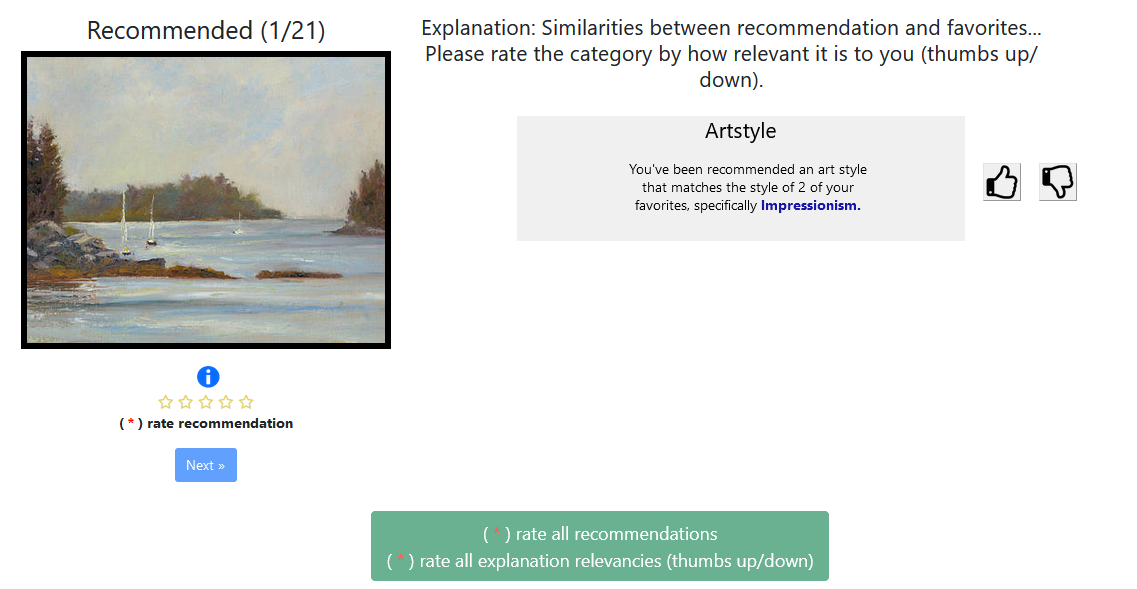 Recommended (1/21)
Explanation: Similarities between recommendation and favorites...
Please rate the category by how relevant it is to you (thumbs up/
down).
Artstyle
You've been recommended an art style
that matches the style of 2 of your
favorites, specifically Impressionism.
( * ) rate recommendation
Next »
( * ) rate all recommendations
( * ) rate all explanation relevancies (thumbs up/down)